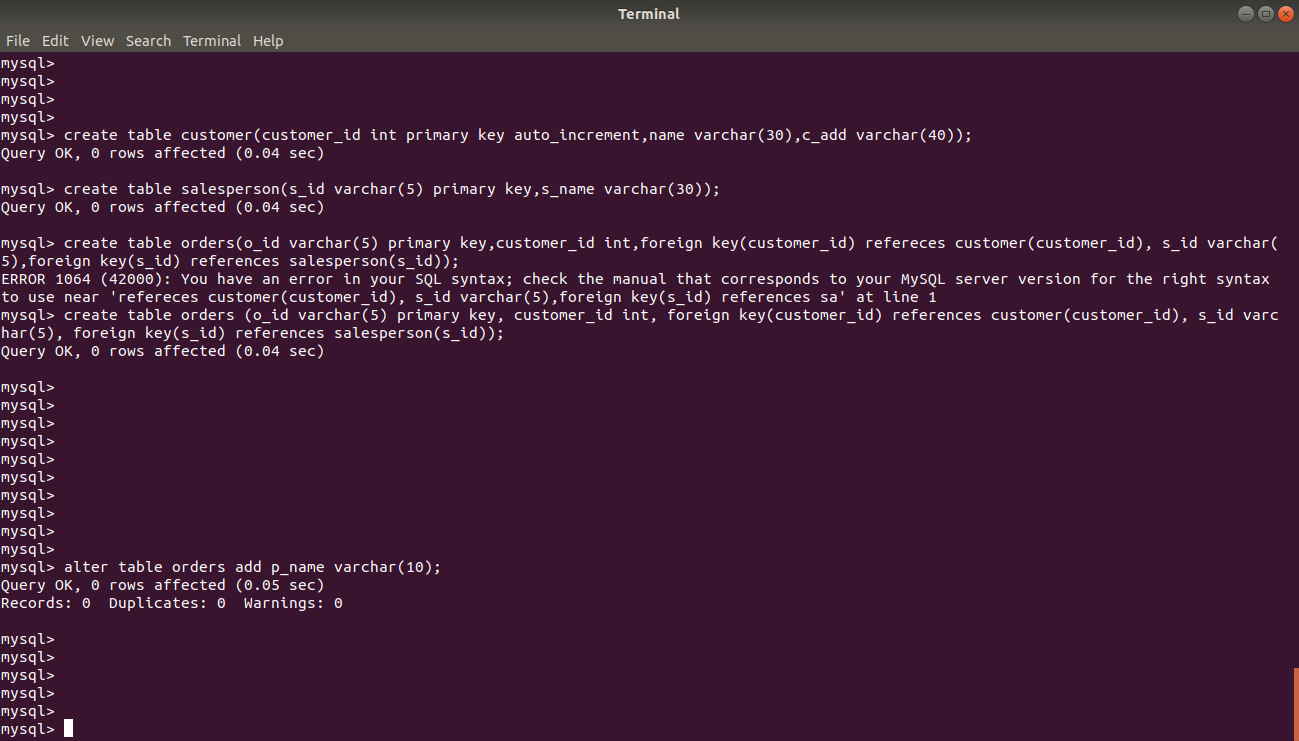 Terminal
File Edit View Search Terminal Help
mysql>
mysql>
mysql>
mysql>
mysql> create table customer(customer_id int primary key auto_increment,name varchar(30),c_add varchar(40));
Query OK, 0 rows affected (0.04 sec)
mysql> create table salesperson(s_id varchar(5) primary key,s_name varchar(30));
Query OK, 0 rows affected (0.04 sec)
mysql> create table orders(o_id varchar(5) primary key,customer_id int,foreign key(customer_id) refereces customer(customer_id), s_id varchar(
5),foreign key(s_id) references salesperson(s_id));
ERROR 1064 (42000): You have an error in your SQL syntax; check the manual that corresponds to your MySQL server version for the right syntax
to use near 'refereces customer(customer_id), s_id varchar(5),foreign key(s_id) references sa' at line 1
mysql> create table orders (o_id varchar(5) primary key, customer_id int, foreign key(customer_id) references customer(customer_id), s_id varc
har(5), foreign key(s_id) references salesperson(s_id));
Query OK, 0 rows affected (0.04 sec)
mysql>
mysql>
mysql>
mysql>
mysql>
mysql>
mysql>
mysql>
mysql>
mysql>
mysql> alter table orders add p_name varchar(10);
Query OK, 0 rows affected (0.05 sec)
Records: 0  Duplicates: 0  Warnings: 0
mysql>
mysql>
mysql>
mysql>
mysql>
mysql>